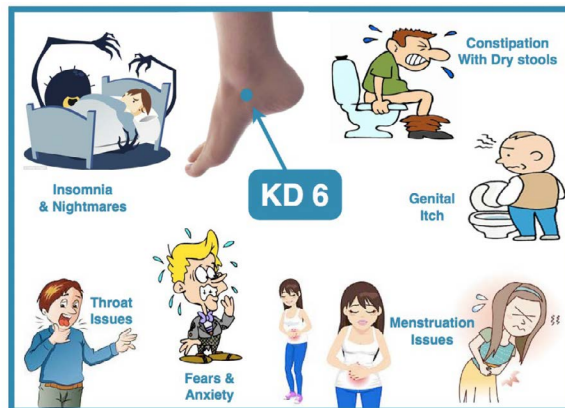 Constipation
With Dry stools
Insomnia
& Nightmares
KD 6
Genital
Itch
Throat
Issues
Fears &
Anxiety
Menstruation
Issues